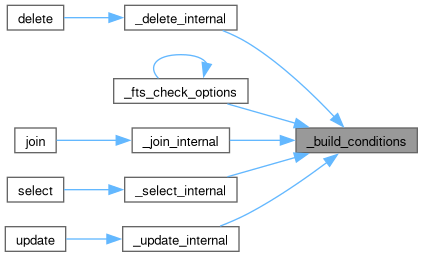 delete
_delete_internal
_fts_check_options
join
_join_internal
_build_conditions
select
_select_internal
update
_update_internal